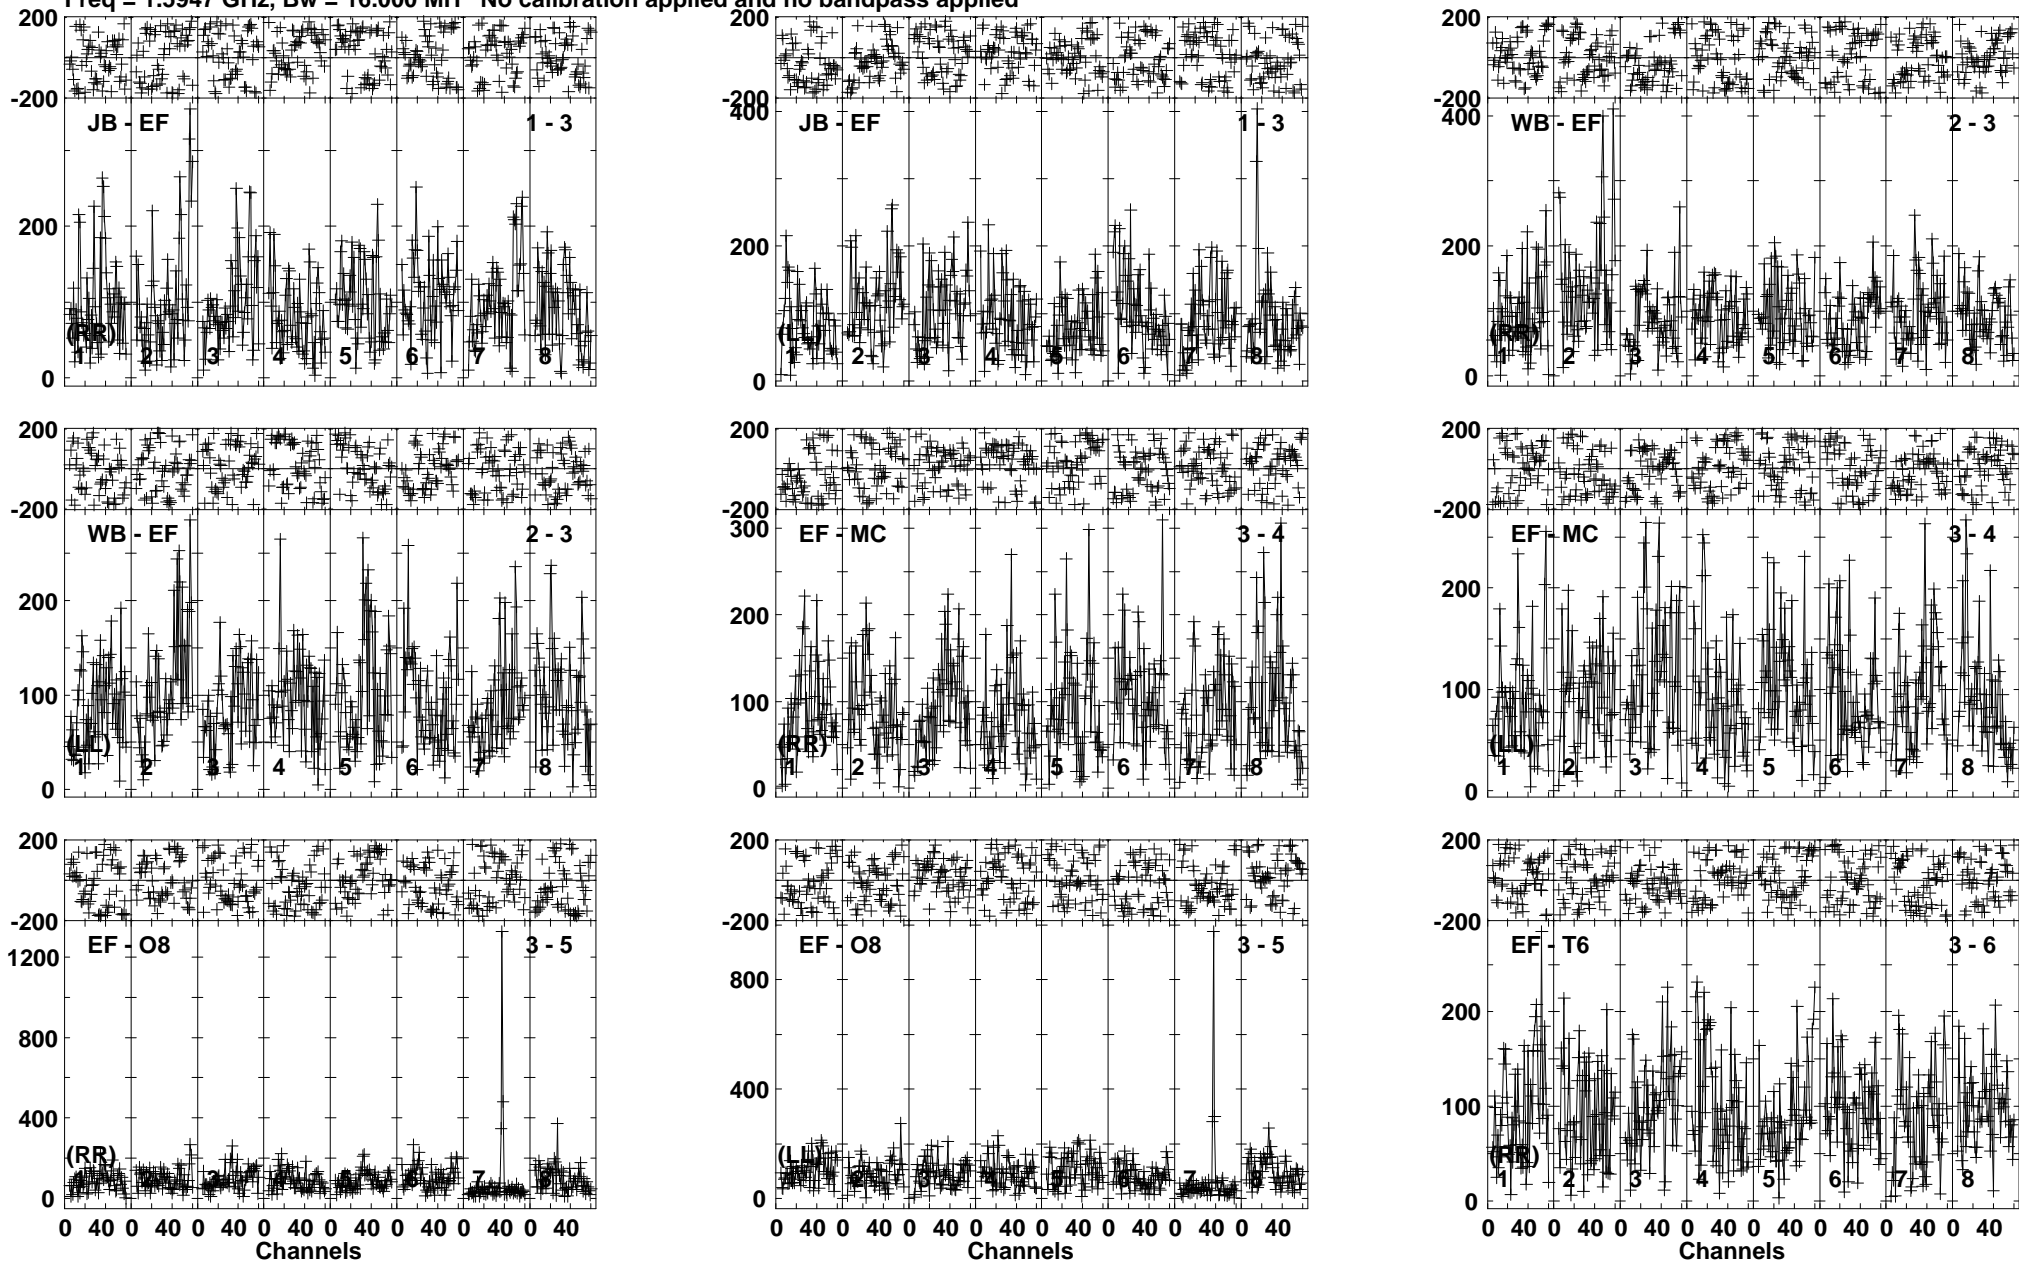 Freq = 1.5947 GHz, Bw = 16.000 MH No calibration applied and no bandpass applied
200 200 200
-200 -200 -200
JB - EF 1 - 3
400 JB - EF 1 - 3
400 WB - EF 2 - 3
200 200 200
(RR) (LL) (RR)
1 2 3 4 5 6 7 8
1 2 3 4 5 6 7 8
1 2 3 4 5 6 7 8
0 0 0
200 200 200
-200 -200 -200
WB - EF 2 - 3
300 EF - MC 3 - 4
EF - MC 3 - 4
200 200 200
100 100 100
(LL) (RR) (LL)
1 2 3 4 5 6 7 8
1 2 3 4 5 6 7 8
1 2 3 4 5 6 7 8
0 0 0
200 200 200
-200 -200 -200
EF - O8 3 - 5
EF - O8 3 - 5
EF - T6 3 - 6
1200 800 200
800 400 100
400
(RR) (LL) (RR)
1 2 3 4 5 6 7 8
1 2 3 4 5 6 7 8
1 2 3 4 5 6 7 8
0 0 0
0 40 0 40 0 40 0 40 0 40 0 40 0 40 0 40
0 40 0 40 0 40 0 40 0 40 0 40 0 40 0 40
0 40 0 40 0 40 0 40 0 40 0 40 0 40 0 40
Channels Channels Channels